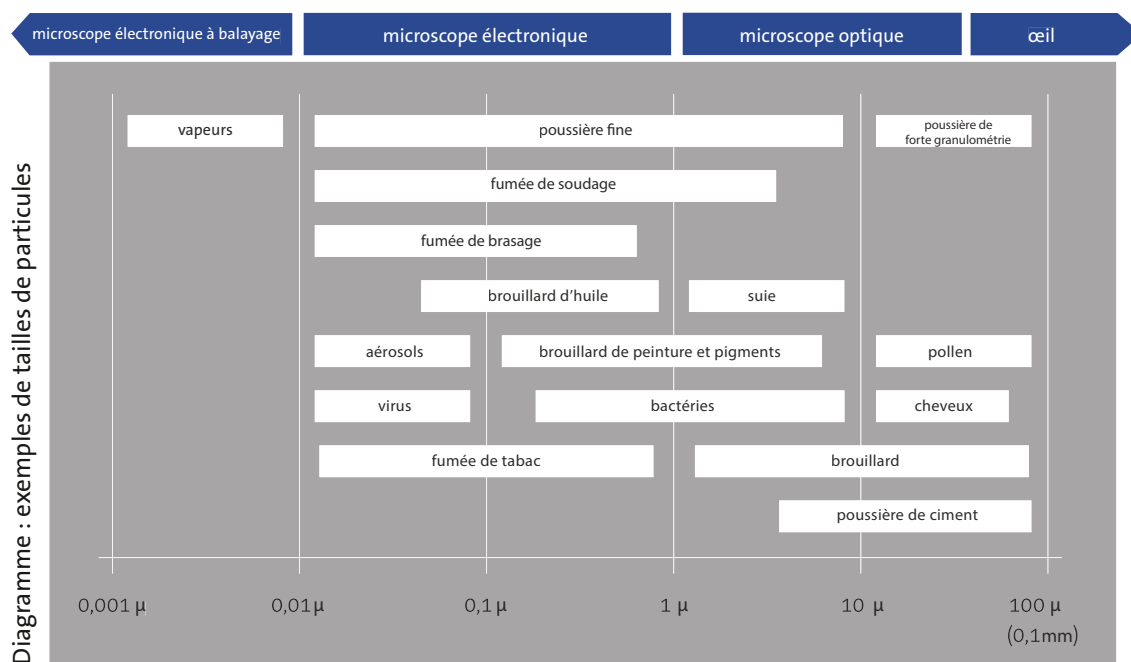 microscope électronique à balayage
microscope électronique
microscope optique
œil
Diagramme : exemples de tailles de particules
vapeurs
poussière fine
poussière de
forte granulométrie
fumée de soudage
fumée de brasage
brouillard d’huile
suie
aérosols
brouillard de peinture et pigments
pollen
virus
bactéries
cheveux
fumée de tabac
brouillard
poussière de ciment
0,001 µ
0,01 µ
0,1 µ
1 µ
10 µ
100 µ
(0,1mm)